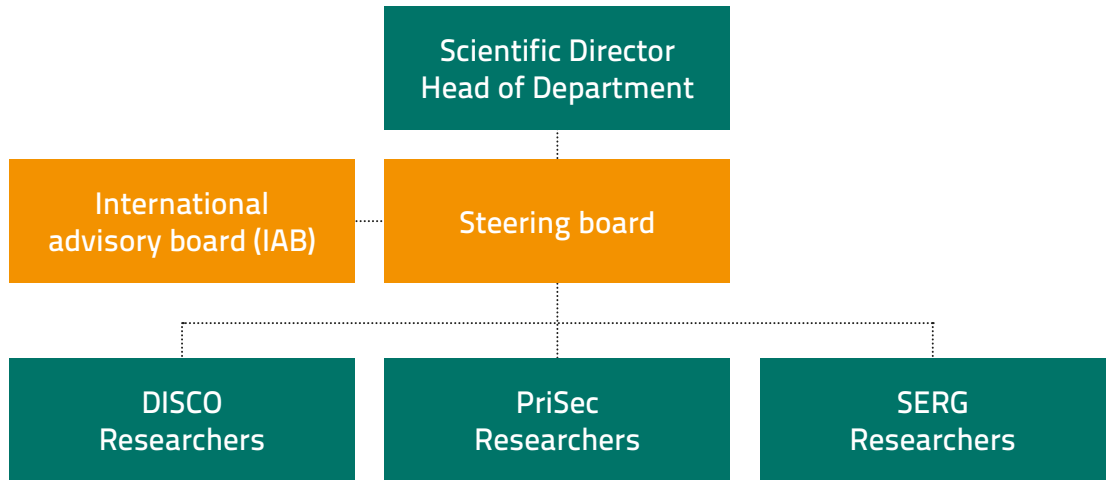 Scientific Director
Head of Department
International
advisory board (IAB)
Steering board
DISCO
Researchers
PriSec
Researchers
SERG
Researchers